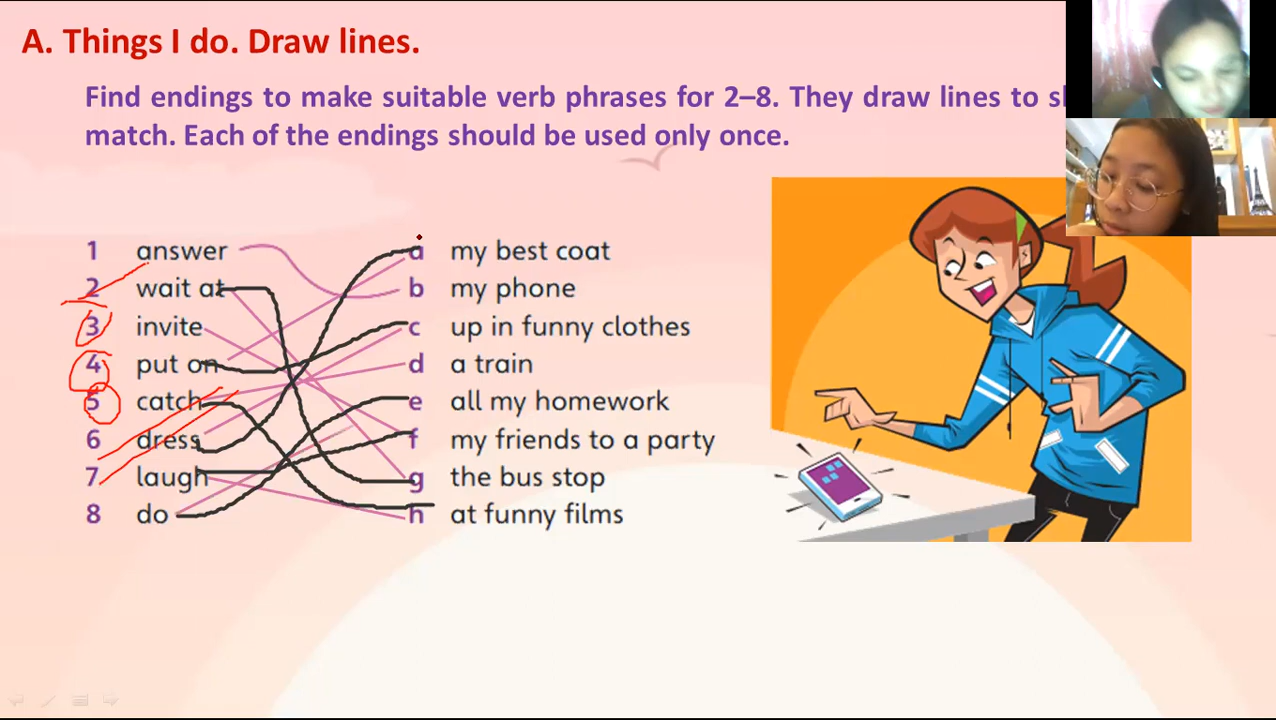 A. Things I do. Draw lines.
Find endings to make suitable verb phrases for 2–8. They draw lines to
match. Each of the endings should be used only once.
1 answer a my best coat
2 wait at b my phone
3 invite c up in funny clothes
4 put on d a train
5 catch e all my homework
6 dress f my friends to a party
7 laugh g the bus stop
8 do h at funny films